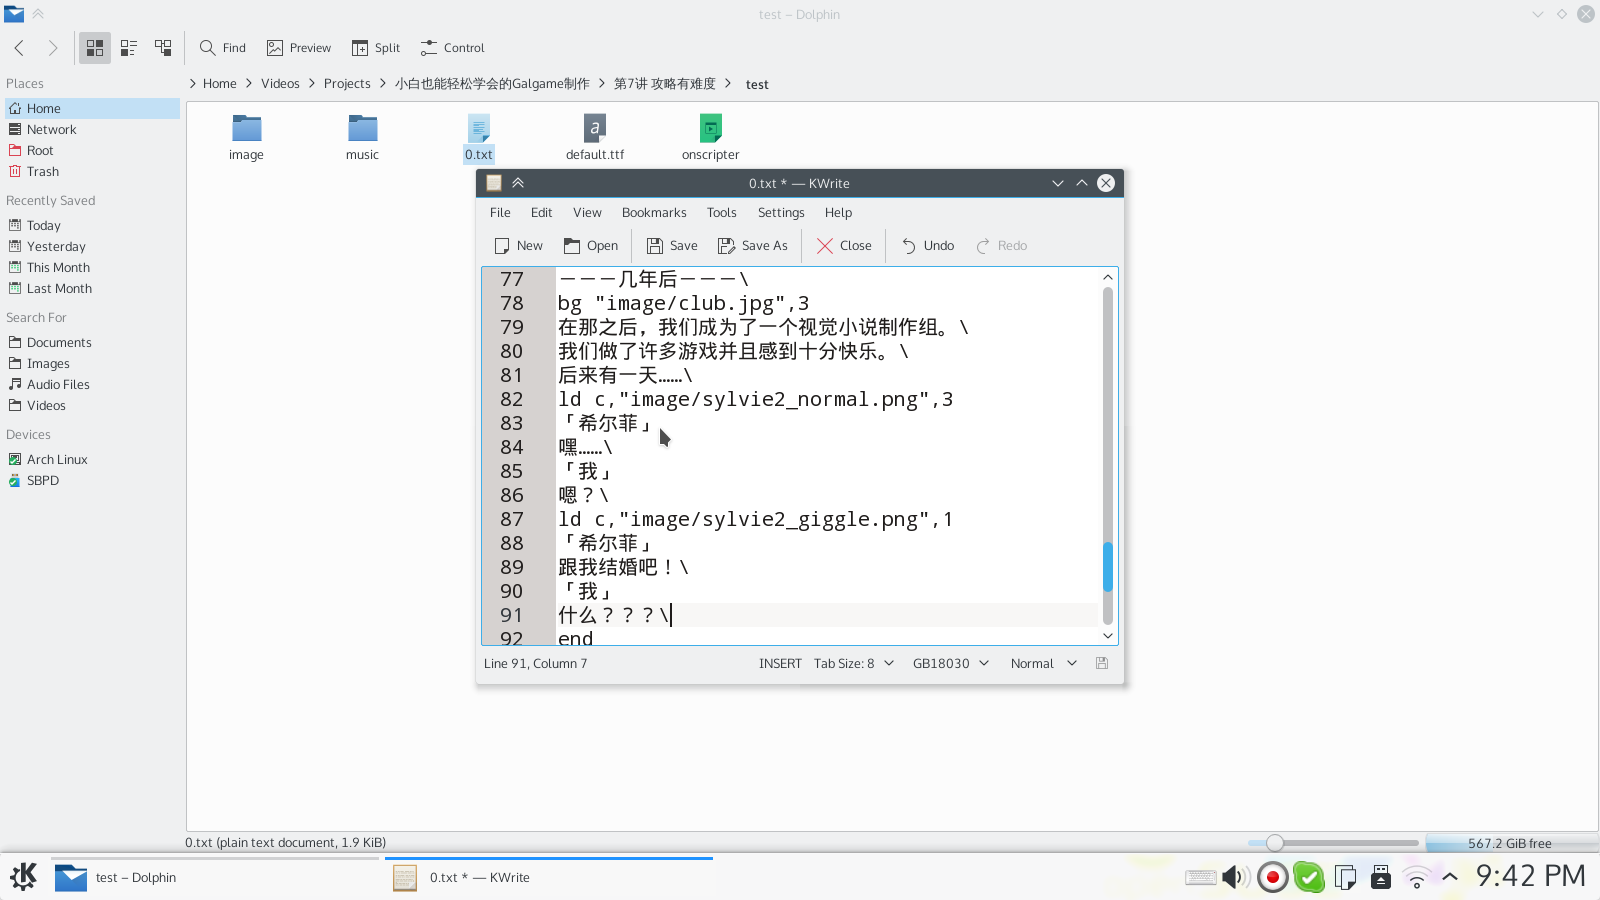 test – Dolphin
Find
Preview
Split
Control
Places
Home
Network
Root
Trash
Recently Saved
Today
Yesterday
This Month
Last Month
Search For
Documents
Images
Audio Files
Videos
Devices
Arch Linux
SBPD
Home
Videos
Projects
小白也能轻松学会的Galgame制作
第7讲 攻略有难度
test
image
music
0.txt
default.ttf
onscripter
0.txt * — KWrite
File Edit View Bookmarks Tools Settings Help
New Open Save Save As Close Undo Redo
77 －－－几年后－－－\
78 bg "image/club.jpg",3
79 在那之后，我们成为了一个视觉小说制作组。\
80 我们做了许多游戏并且感到十分快乐。\
81 后来有一天……\
82 ld c,"image/sylvie2_normal.png",3
83 「希尔菲」
84 嘿……\
85 「我」
86 嗯？\
87 ld c,"image/sylvie2_giggle.png",1
88 「希尔菲」
89 跟我结婚吧！\
90 「我」
91 什么？？？\
92 end
Line 91, Column 7
INSERT
Tab Size: 8
GB18030
Normal
0.txt (plain text document, 1.9 KiB)
567.2 GiB free
test – Dolphin
0.txt * — KWrite
9:42 PM